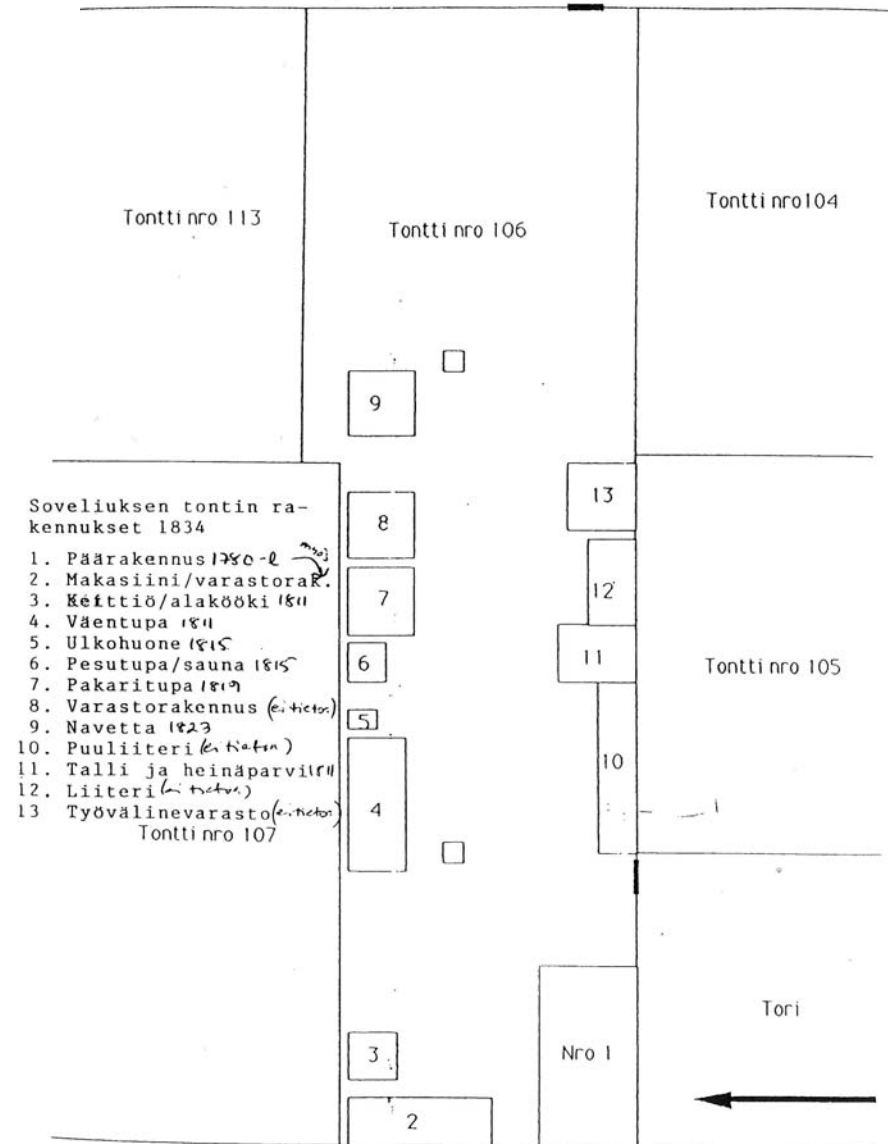 Tontti nro 113
Tontti nro 106
Tontti nro104
9
Soveliuksen tontin ra-
kennukset 1834
1. Päärakennus 1780-l
2. Makasiini/varastorak.
3. Keittiö/alakööki 1811
4. Väentupa 1811
5. Ulkohuone 1815
6. Pesutupa/sauna 1815
7. Pakaritupa 1819
8. Varastorakennus (ei tietoa)
9. Navetta 1823
10. Puuliiteri (ei tietoa)
11. Talli ja heinäparvi 1811
12. Liiteri (ei tietoa)
13 Työvälinevarasto (ei tietoa)
Tontti nro 107
8
7
6
5
4
3
2
13
12
11
10
Tontti nro 105
Nro 1
Tori